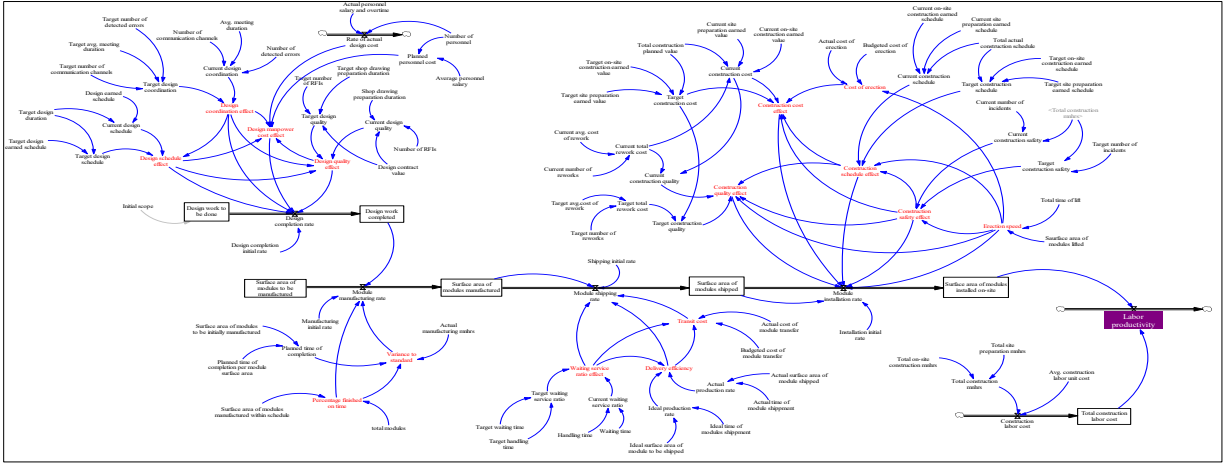 Actual personnel
salary and overtime
Rate of actual
design cost
Number of
personnel
Planned
personnel cost
Average personnel
salary
Target number of
detected errors
Avg. meeting
duration
Number of
communication channels
Target avg. meeting
duration
Number of
detected errors
Current design
coordination
Target number of
communication channels
Target design
coordination
Design earned
schedule
Target design
duration
Current design
schedule
Target design
earned schedule
Target design
schedule
Design schedule
effect
Design
coordination effect
Design manpower
cost effect
Target number
of RFIs
Target shop drawing
preparation duration
Shop drawing
preparation duration
Target design
quality
Current design
quality
Number of RFIs
Design quality
effect
Design contract
value
Initial scope
Design work to
be done
Design
completion rate
Design work
completed
Design completion
initial rate
Current site
preparation earned
value
Current on-site
construction earned
value
Total construction
planned value
Current
construction cost
Target on-site
construction earned
value
Target site preparation
earned value
Target
construction cost
Actual cost of
erection
Budgeted cost of
erection
Cost of erection
Construction cost
effect
Current on-site
construction earned
schedule
Current site
preparation earned
schedule
Total actual
construction schedule
Current
construction schedule
Target on-site
construction earned
schedule
Target
construction schedule
Target site preparation
earned schedule
Current number of
incidents
<Total construction
mnhrs>
Current
construction safety
Target number of
incidents
Target
construction safety
Current avg. cost
of rework
Current total
rework cost
Current number of
reworks
Current
construction quality
Construction
quality effect
Construction
schedule effect
Construction
safety effect
Target avg.cost of
rework
Target total
rework cost
Target number of
reworks
Target construction
quality
Erection speed
Total time of lift
Saurface area of
modules lifted
Surface area of
modules to be
manufactured
Module
manufacturing rate
Surface area of
modules manufactured
Shipping initial rate
Module shipping
rate
Surface area of
modules shipped
Module
installation rate
Surface area of modules
installed on-site
Installation initial
rate
Labor
productivity
Manufacturing
initial rate
Surface area of modules
to be initially manufactured
Planned time of
completion
Planned time of
completion per module
surface area
Actual
manufacturing mnhrs
Variance to
standard
Percentage finished
on time
Surface area of modules
manufactured within schedule
total modules
Transit cost
Actual cost of
module transfer
Budgeted cost of
module transfer
Waiting service
ratio effect
Delivery efficiency
Target waiting
service ratio
Current waiting
service ratio
Target waiting time
Target handling
time
Handling time
Waiting time
Actual
production rate
Actual surface area of
module shipped
Actual time of
module shipment
Ideal production
rate
Ideal time of
modules shippment
Ideal surface area
of module to be shipped
Total on-site
construction mnhrs
Total site
preparation mnhrs
Total construction
mnhrs
Avg. construction
labor unit cost
Construction
labor cost
Total construction
labor cost